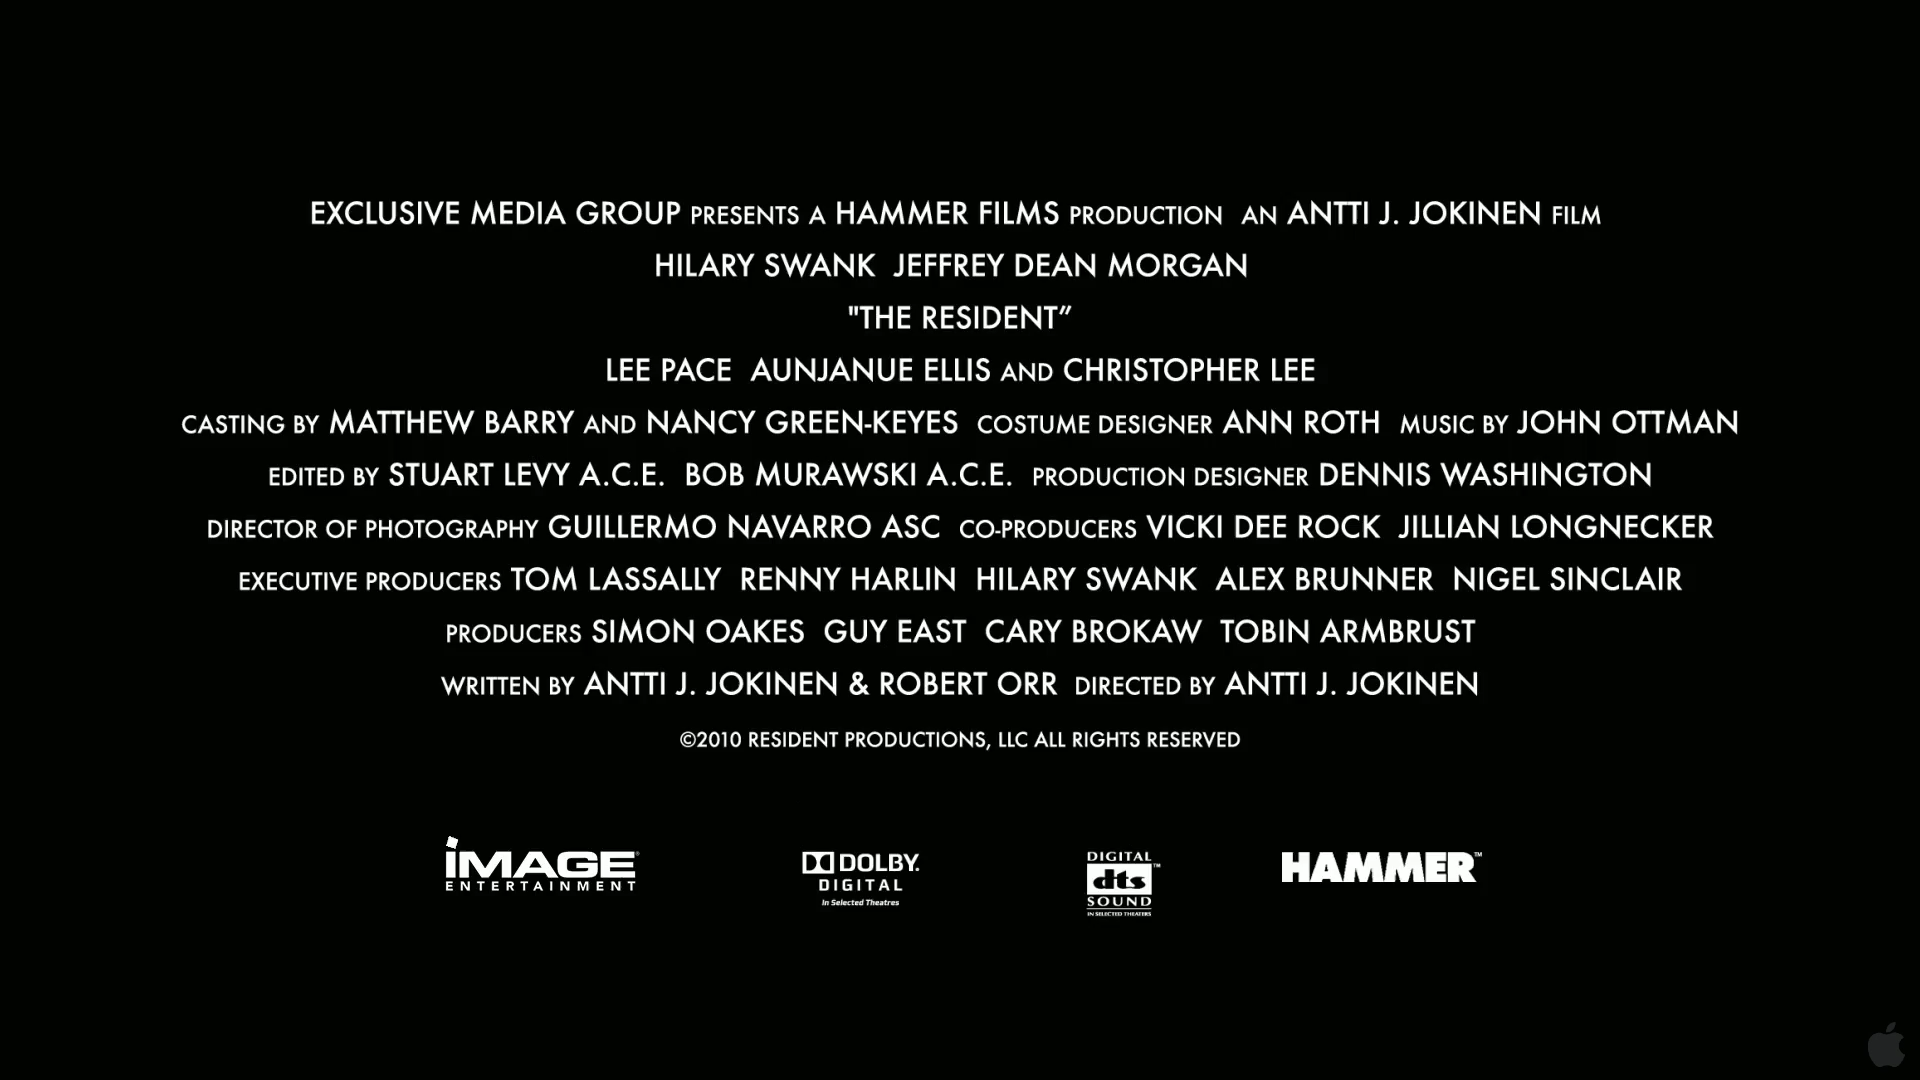 EXCLUSIVE MEDIA GROUP PRESENTS A HAMMER FILMS PRODUCTION AN ANTTI J. JOKINEN FILM
HILARY SWANK JEFFREY DEAN MORGAN
"THE RESIDENT”
LEE PACE AUNJANUE ELLIS AND CHRISTOPHER LEE
CASTING BY MATTHEW BARRY AND NANCY GREEN-KEYES COSTUME DESIGNER ANN ROTH MUSIC BY JOHN OTTMAN
EDITED BY STUART LEVY A.C.E. BOB MURAWSKI A.C.E. PRODUCTION DESIGNER DENNIS WASHINGTON
DIRECTOR OF PHOTOGRAPHY GUILLERMO NAVARRO ASC CO-PRODUCERS VICKI DEE ROCK JILLIAN LONGNECKER
EXECUTIVE PRODUCERS TOM LASSALLY RENNY HARLIN HILARY SWANK ALEX BRUNNER NIGEL SINCLAIR
PRODUCERS SIMON OAKES GUY EAST CARY BROKAW TOBIN ARMBRUST
WRITTEN BY ANTTI J. JOKINEN & ROBERT ORR DIRECTED BY ANTTI J. JOKINEN
©2010 RESIDENT PRODUCTIONS, LLC ALL RIGHTS RESERVED
iMAGE®
ENTERTAINMENT
DOLBY.
DIGITAL
In Selected Theatres
DIGITAL
dts™
SOUND
IN SELECTED THEATERS
HAMMER™